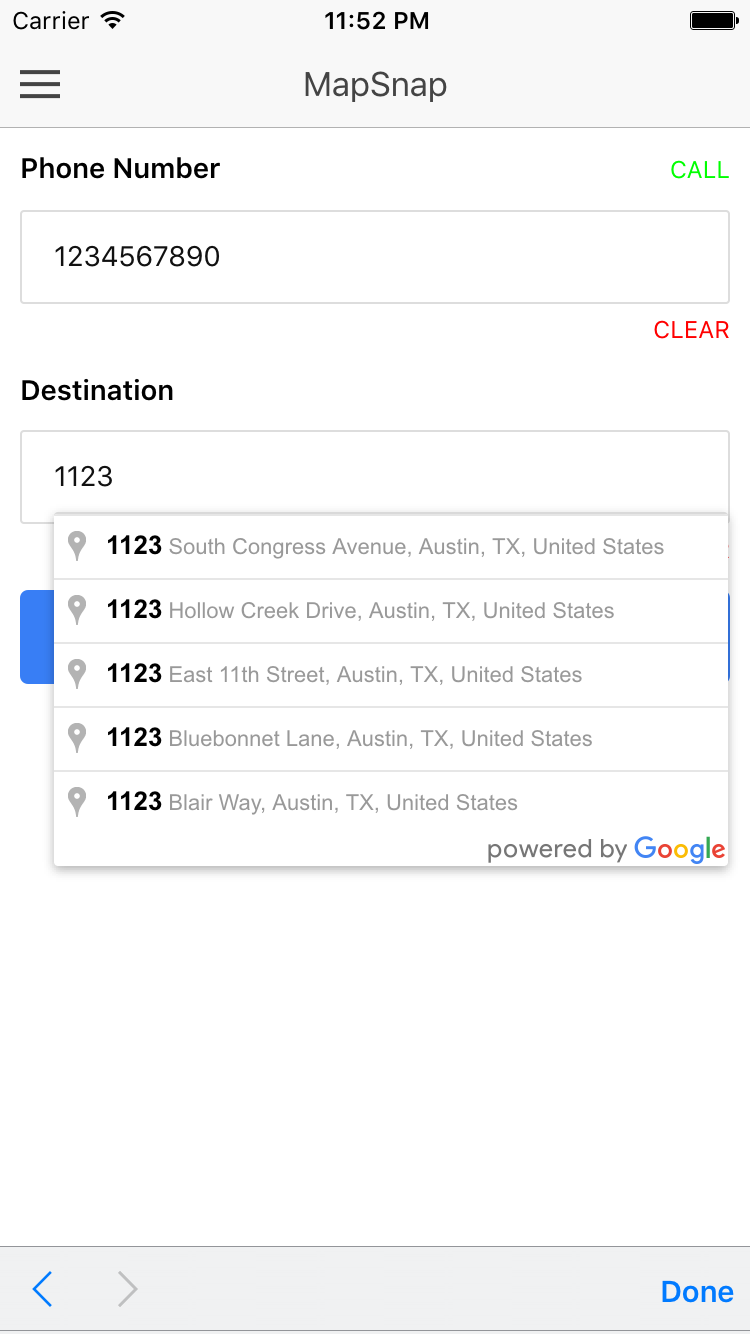 Carrier 11:52 PM
MapSnap
Phone Number CALL
1234567890
CLEAR
Destination
1123
1123 South Congress Avenue, Austin, TX, United States
1123 Hollow Creek Drive, Austin, TX, United States
1123 East 11th Street, Austin, TX, United States
1123 Bluebonnet Lane, Austin, TX, United States
1123 Blair Way, Austin, TX, United States
powered by Google
Done